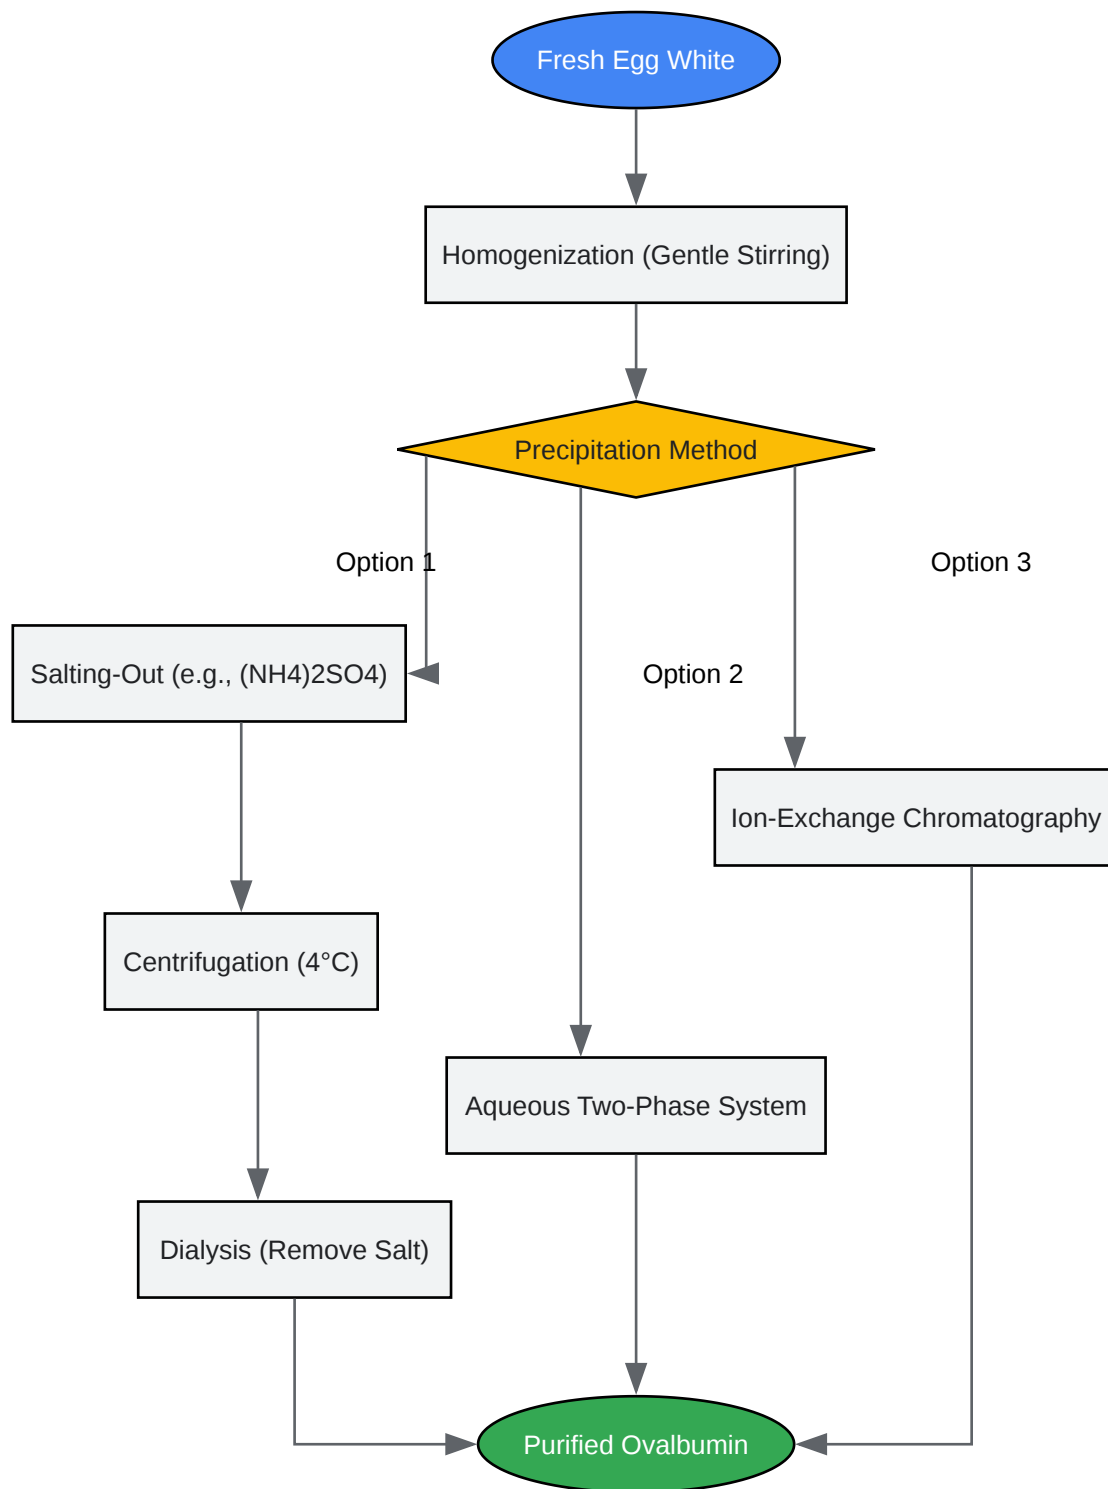 Fresh Egg White
Homogenization (Gentle Stirring)
Precipitation Method
Option 1
Option 3
Salting-Out (e.g., (NH4)2SO4)
Option 2
Ion-Exchange Chromatography
Centrifugation (4°C)
Aqueous Two-Phase System
Dialysis (Remove Salt)
Purified Ovalbumin